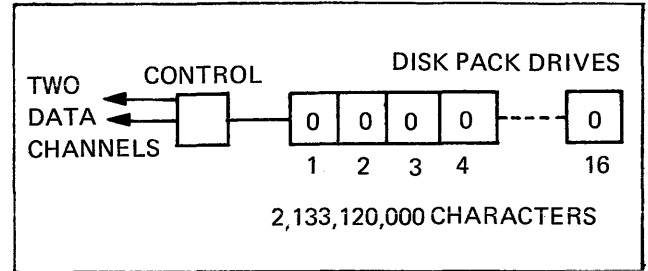 TWO
DATA
CHANNELS
CONTROL
DISK PACK DRIVES
0 0 0 0 0
1 2 3 4 16
2,133,120,000 CHARACTERS